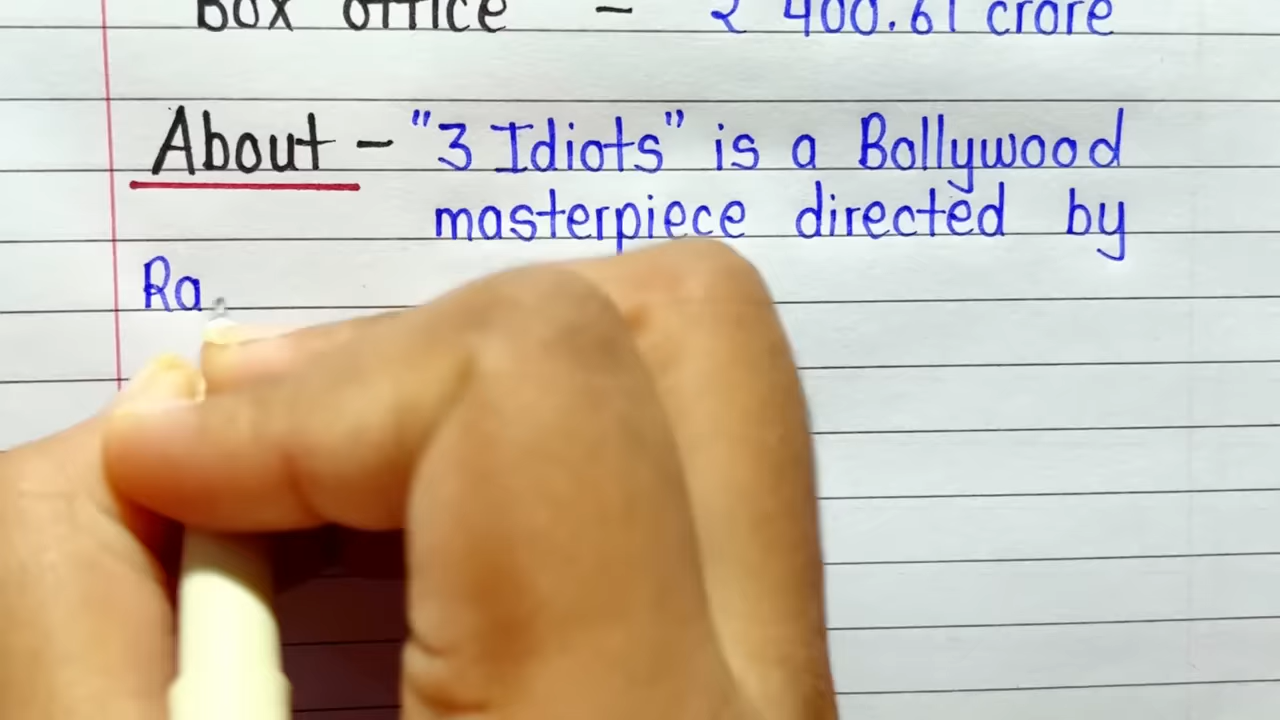 Box office - ₹ 400.61 crore
About - "3 Idiots" is a Bollywood
masterpiece directed by
Ra